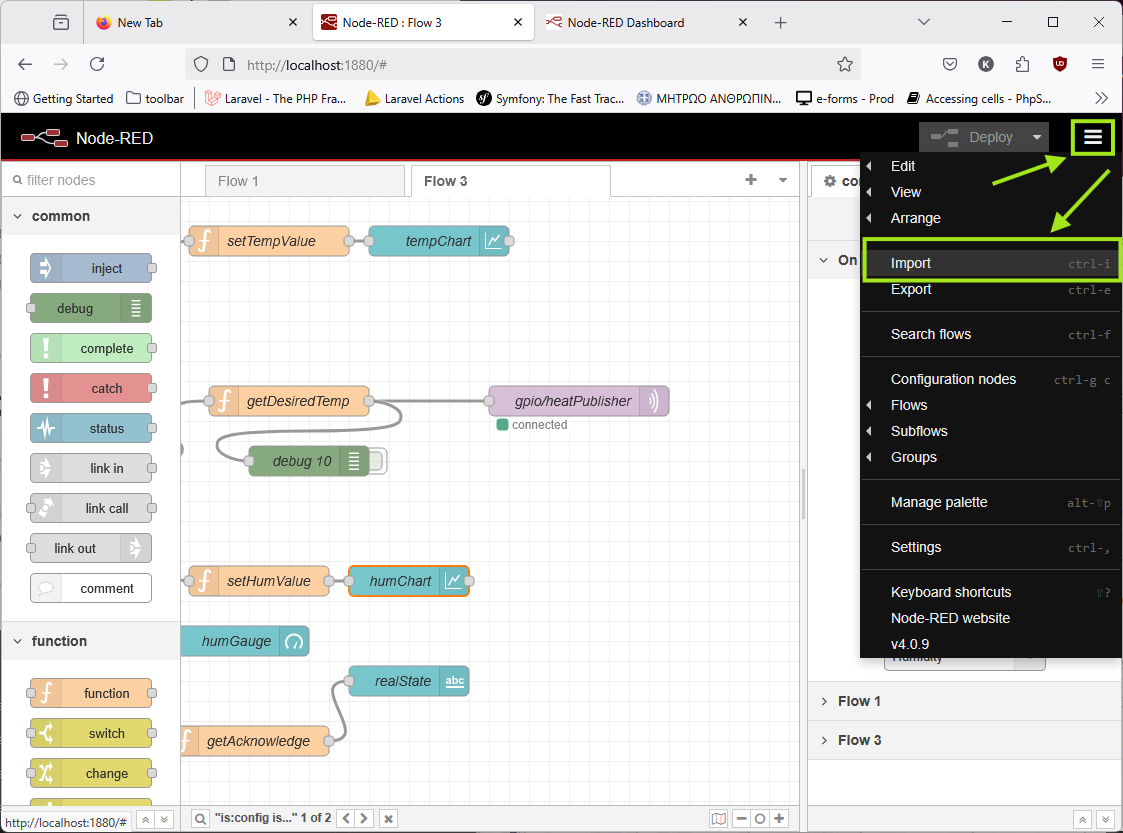 New Tab
Node-RED : Flow 3
Node-RED Dashboard
http://localhost:1880/#
K
UD
Getting Started
toolbar
Laravel - The PHP Fra...
Laravel Actions
Symfony: The Fast Trac...
ΜΗΤΡΩΟ ΑΝΘΡΩΠΙΝ...
e-forms - Prod
Accessing cells - PhpS...
Node-RED
Deploy
filter nodes
Flow 1
Flow 3
common
inject
debug
complete
catch
status
link in
link call
link out
comment
function
function
switch
change
setTempValue
tempChart
getDesiredTemp
gpio/heatPublisher
connected
debug 10
setHumValue
humChart
humGauge
realState
abc
getAcknowledge
Edit
View
Arrange
Import ctrl-i
Export ctrl-e
Search flows ctrl-f
Configuration nodes ctrl-g c
Flows
Subflows
Groups
Manage palette alt-⇧p
Settings ctrl-,
Keyboard shortcuts ⇧?
Node-RED website
v4.0.9
On
Humidity
Flow 1
Flow 3
http://localhost:1880/#
"is:config is..." 1 of 2